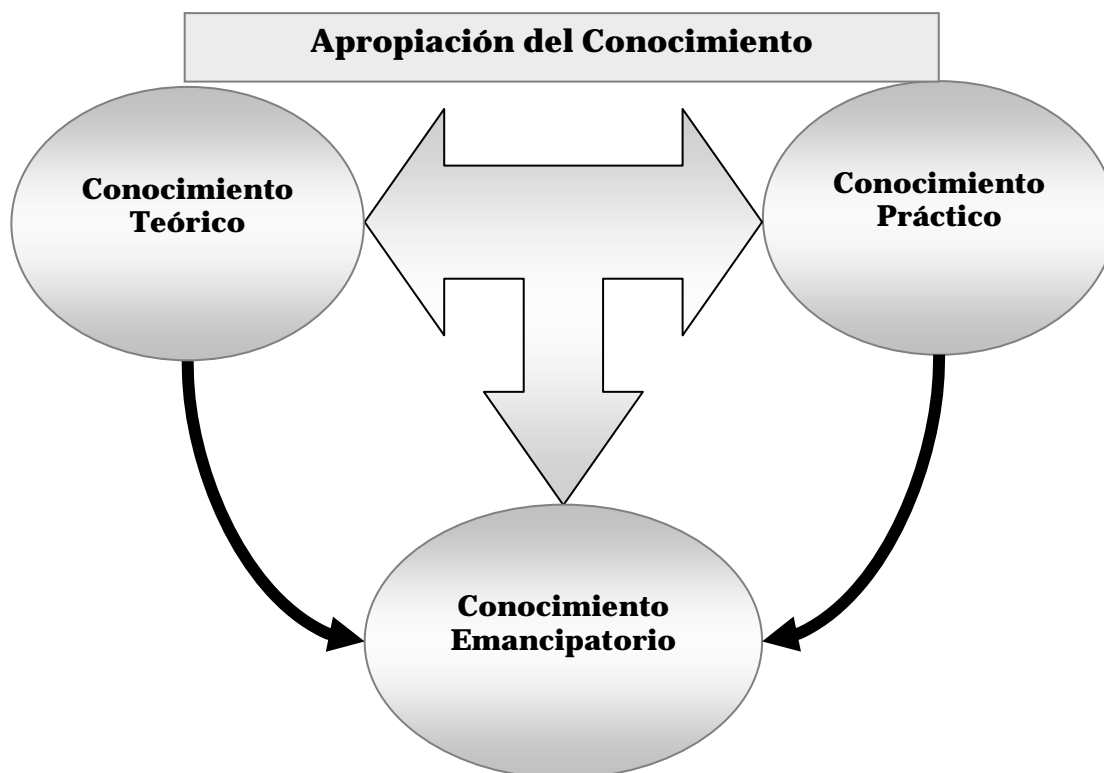 Apropiación del Conocimiento
Conocimiento
Teórico
Conocimiento
Práctico
Conocimiento
Emancipatorio